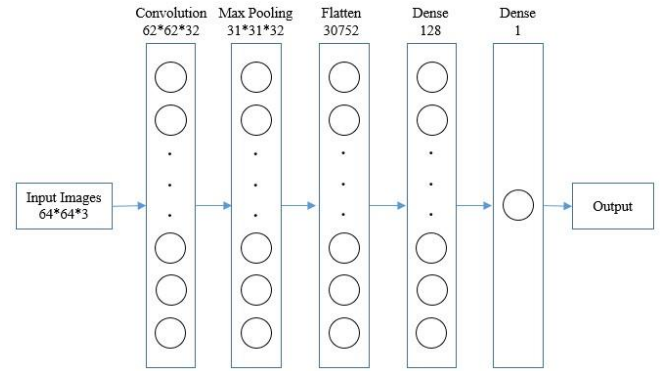 Convolution
62*62*32
Max Pooling
31*31*32
Flatten
30752
Dense
128
Dense
1
Input Images
64*64*3
Output